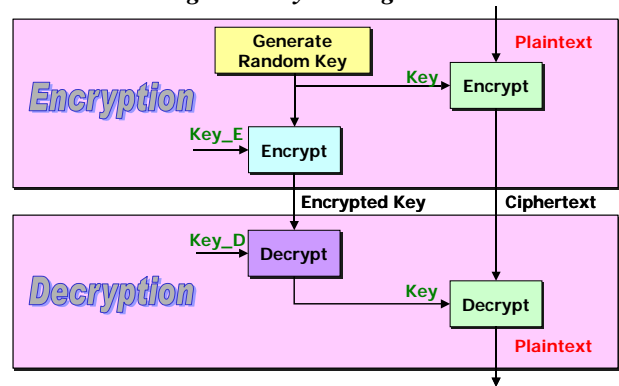 Plaintext
Generate
Random Key
Key
Encrypt
Encryption
Key_E
Encrypt
Encrypted Key
Ciphertext
Key_D
Decrypt
Decryption
Key
Decrypt
Plaintext